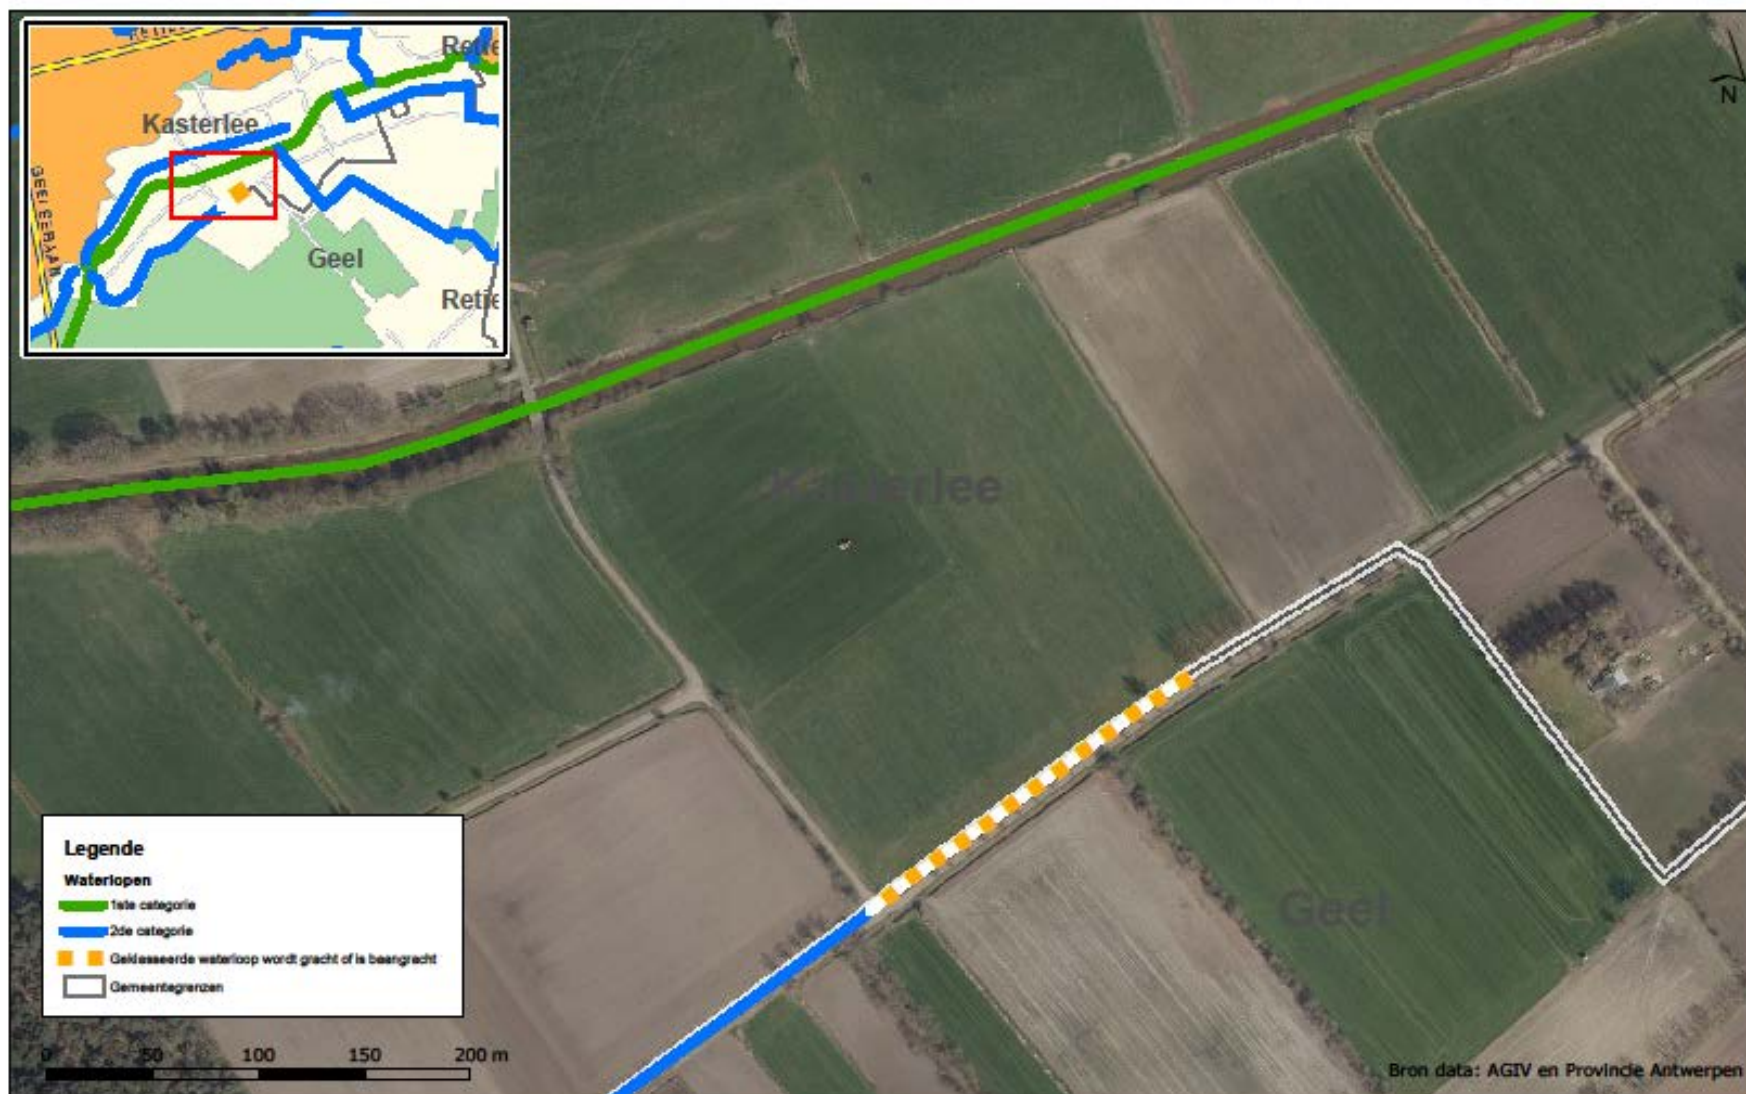 Retie
Kasterlee
GEELSEBAAN
Geel
Retie
N
Kasterlee
Geel
Legende
Waterlopen
1ste categorie
2de categorie
Geklasseerde waterloop wordt gracht of is baangracht
Gemeentegrenzen
0 50 100 150 200 m
Bron data: AGIV en Provincie Antwerpen